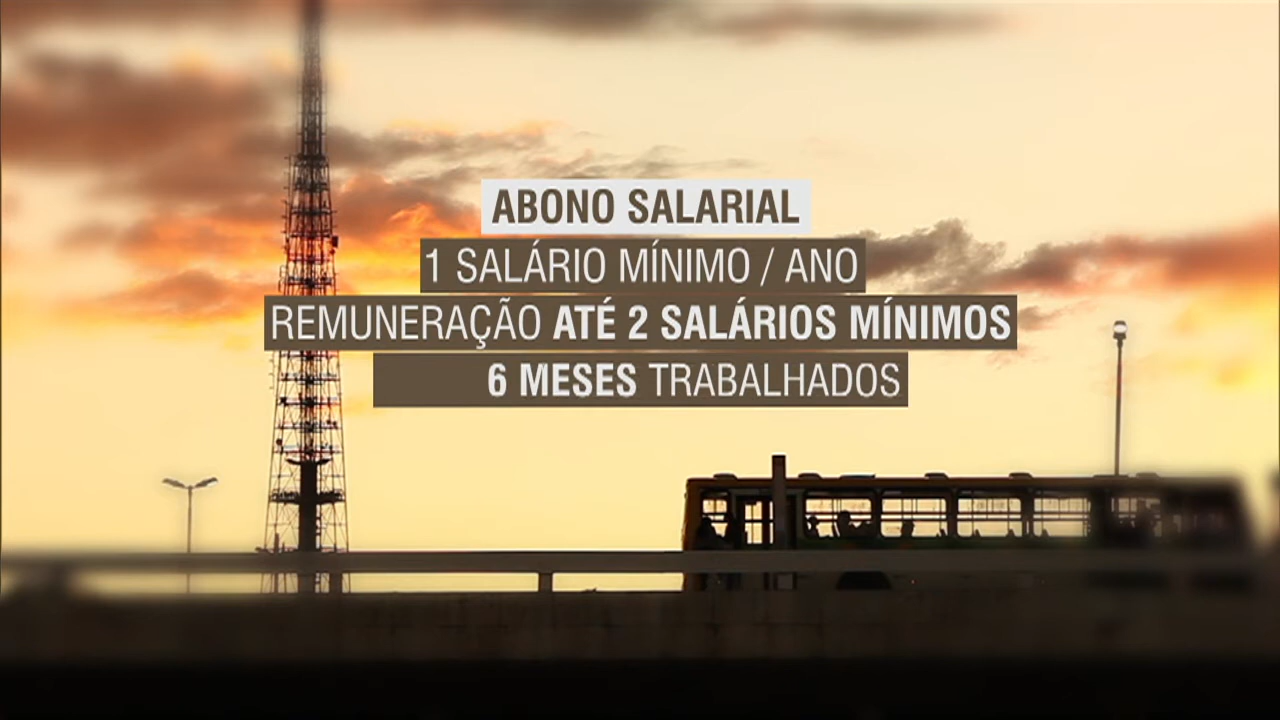 ABONO SALARIAL
1 SALÁRIO MÍNIMO / ANO
REMUNERAÇÃO ATÉ 2 SALÁRIOS MÍNIMOS
6 MESES TRABALHADOS